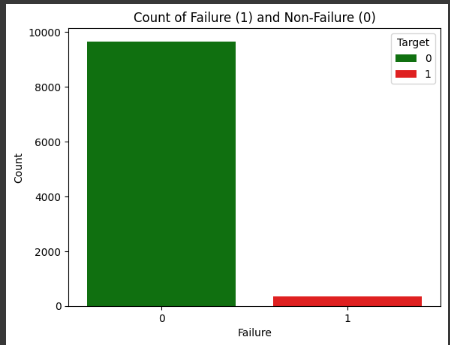 Count of Failure (1) and Non-Failure (0)
Target
0
1
10000
8000
6000
4000
2000
0
Count
0
1
Failure